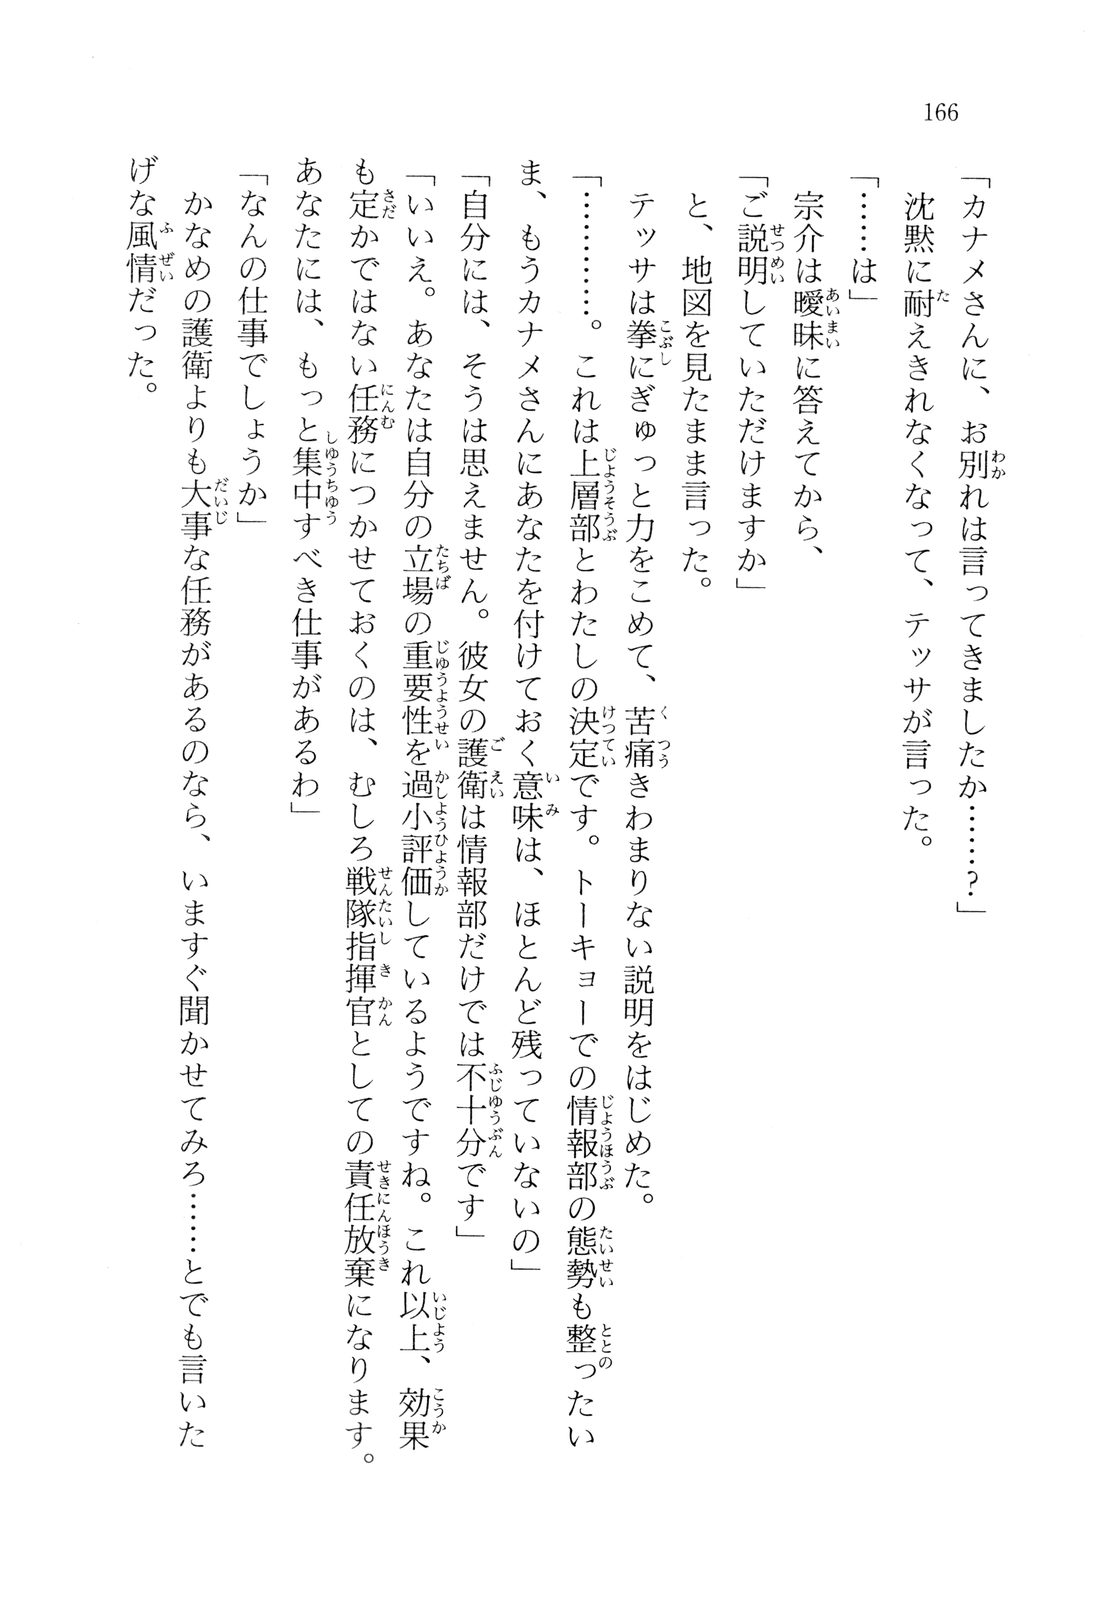 166
「カナメさんに、お別れは言ってきましたか……？」
沈黙に耐えきれなくなって、テッサが言った。
「……は」
宗介は曖昧に答えてから、
「ご説明していただけますか」
と、地図を見たまま言った。
テッサは拳にぎゅっと力をこめて、苦痛きわまりない説明をはじめた。
「…………。これは上層部とわたしの決定です。トーキョーでの情報部の態勢も整ったい
ま、もうカナメさんにあなたを付けておく意味は、ほとんど残っていないの」
「自分には、そうは思えません。彼女の護衛は情報部だけでは不十分です」
「いいえ。あなたは自分の立場の重要性を過小評価しているようですね。これ以上、効果
も定かではない任務につかせておくのは、むしろ戦隊指揮官としての責任放棄になります。
あなたには、もっと集中すべき仕事があるわ」
「なんの仕事でしょうか」
かなめの護衛よりも大事な任務があるのなら、いますぐ聞かせてみろ……とでも言いた
げな風情だった。